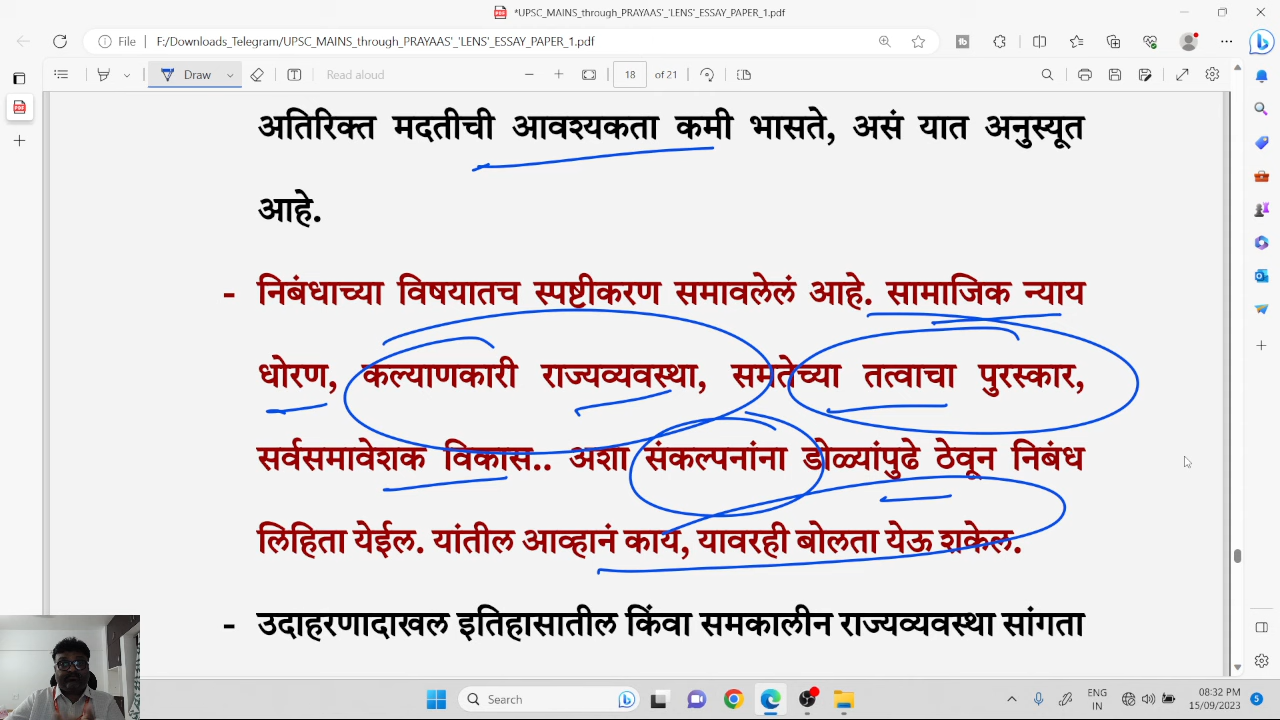 *UPSC_MAINS_through_PRAYAAS'_'LENS'_ESSAY_PAPER_1.pdf
File F:/Downloads_Telegram/UPSC_MAINS_through_PRAYAAS'_'LENS'_ESSAY_PAPER_1.pdf
Draw Read aloud 18 of 21
अतिरिक्त मदतीची आवश्यकता कमी भासते, असं यात अनुस्यूत
आहे.
- निबंधाच्या विषयातच स्पष्टीकरण समावलेलं आहे. सामाजिक न्याय
धोरण, कल्याणकारी राज्यव्यवस्था, समतेच्या तत्वाचा पुरस्कार,
सर्वसमावेशक विकास.. अशा संकल्पनांना डोळ्यांपुढे ठेवून निबंध
लिहिता येईल. यांतील आव्हानं काय, यावरही बोलता येऊ शकेल.
- उदाहरणादाखल इतिहासातील किंवा समकालीन राज्यव्यवस्था सांगता
Search ENG 08:32 PM
IN 15/09/2023 5